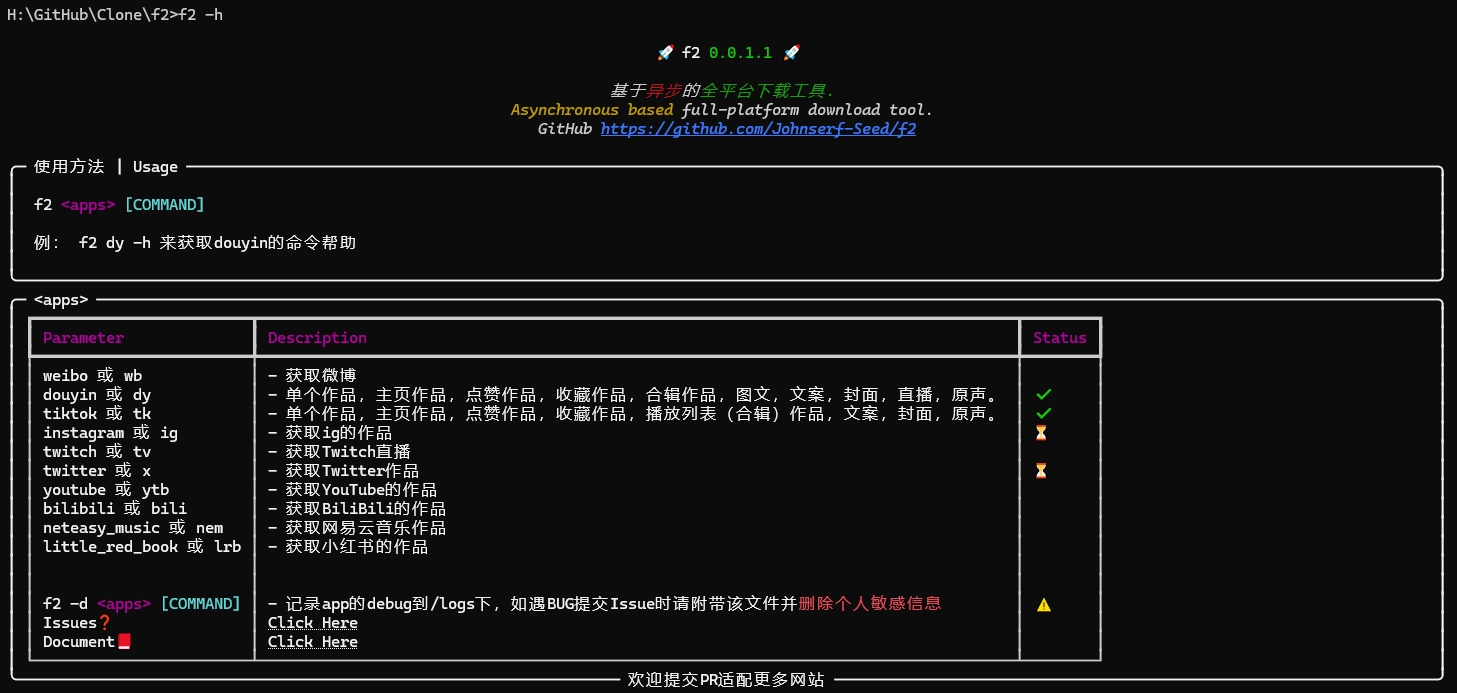 H:\GitHub\Clone\f2>f2 -h
🚀 f2 0.0.1.1 🚀
基于异步的全平台下载工具.
Asynchronous based full-platform download tool.
GitHub https://github.com/Johnserf-Seed/f2
使用方法 | Usage
f2 <apps> [COMMAND]
例： f2 dy -h 来获取douyin的命令帮助
<apps>
Parameter Description Status
weibo 或 wb - 获取微博
douyin 或 dy - 单个作品，主页作品，点赞作品，收藏作品，合辑作品，图文，文案，封面，直播，原声。 ✓
tiktok 或 tk - 单个作品，主页作品，点赞作品，收藏作品，播放列表（合辑）作品，文案，封面，原声。 ✓
instagram 或 ig - 获取ig的作品 ⏳
twitch 或 tv - 获取Twitch直播
twitter 或 x - 获取Twitter作品 ⏳
youtube 或 ytb - 获取YouTube的作品
bilibili 或 bili - 获取BiliBili的作品
neteasy_music 或 nem - 获取网易云音乐作品
little_red_book 或 lrb - 获取小红书的作品
f2 -d <apps> [COMMAND] - 记录app的debug到/logs下，如遇BUG提交Issue时请附带该文件并删除个人敏感信息 ⚠
Issues❓ Click Here
Document📕 Click Here
欢迎提交PR适配更多网站